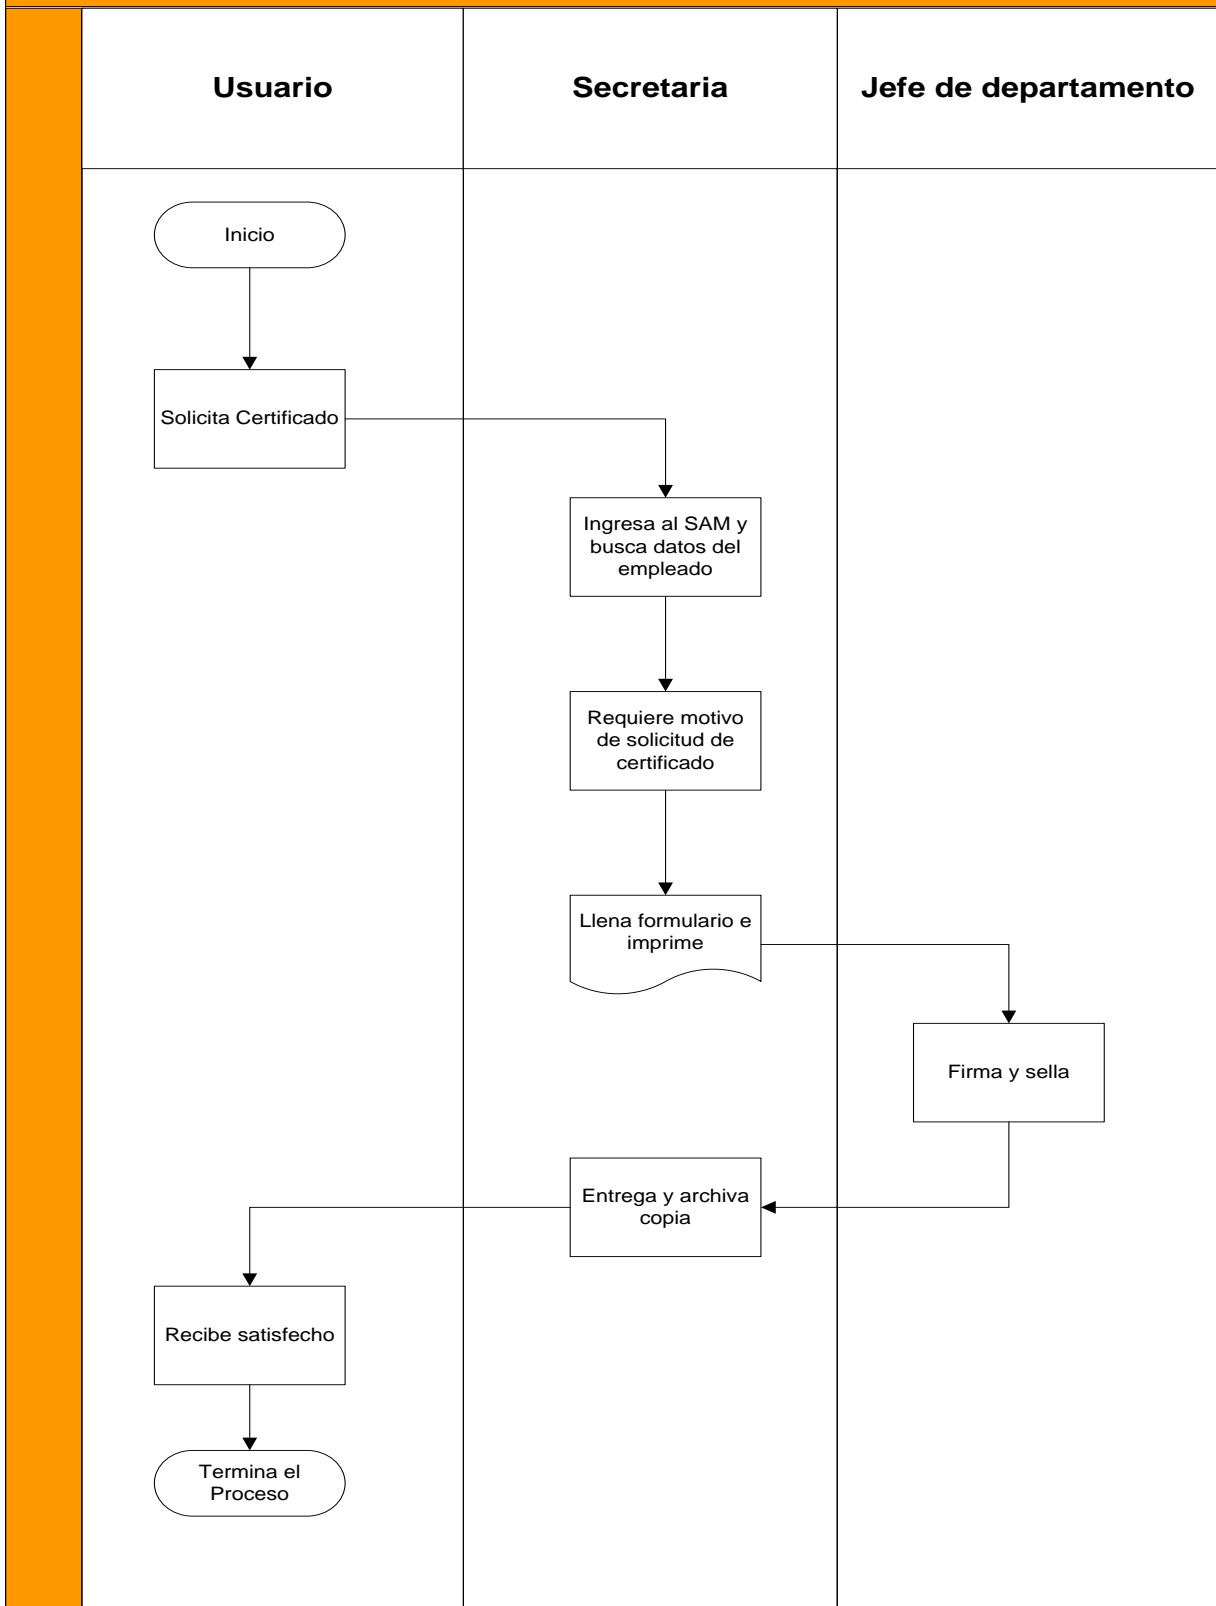 Usuario
Secretaria
Jefe de departamento
Inicio
Solicita Certificado
Ingresa al SAM y
busca datos del
empleado
Requiere motivo
de solicitud de
certificado
Llena formulario e
imprime
Firma y sella
Entrega y archiva
copia
Recibe satisfecho
Termina el
Proceso